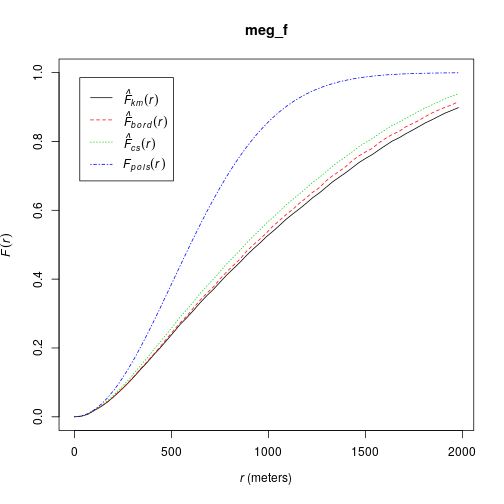 meg_f
F̂km(r)
F̂bord(r)
F̂cs(r)
Fpois(r)
F(r)
0.0
0.2
0.4
0.6
0.8
1.0
0
500
1000
1500
2000
r (meters)